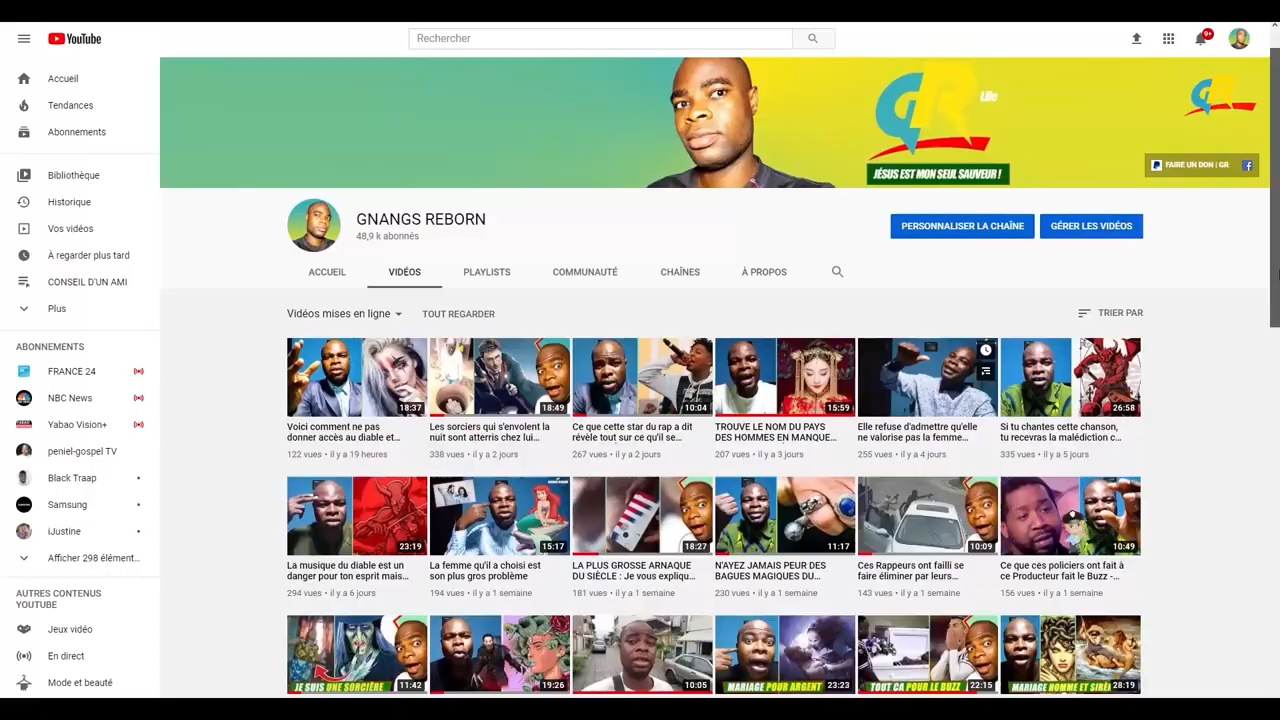 YouTube
Rechercher
9+
Accueil
Tendances
Abonnements
Bibliothèque
Historique
Vos vidéos
À regarder plus tard
CONSEIL D'UN AMI
Plus
ABONNEMENTS
FRANCE 24
NBC News
Yabao Vision+
peniel-gospel TV
Black Traap
Samsung
iJustine
Afficher 298 élément...
AUTRES CONTENUS
YOUTUBE
Jeux vidéo
En direct
Mode et beauté
GR
JÉSUS EST MON SEUL SAUVEUR !
GR
FAIRE UN DON | GR
GNANGS REBORN
48,9 k abonnés
PERSONNALISER LA CHAÎNE
GÉRER LES VIDÉOS
ACCUEIL VIDÉOS PLAYLISTS COMMUNAUTÉ CHAÎNES À PROPOS
Vidéos mises en ligne TOUT REGARDER
TRIER PAR
18:37
Voici comment ne pas
donner accès au diable et...
122 vues • il y a 19 heures
18:49
Les sorciers qui s'envolent la
nuit sont atterris chez lui...
338 vues • il y a 2 jours
10:04
Ce que cette star du rap a dit
révèle tout sur ce qu'il se...
267 vues • il y a 2 jours
15:59
TROUVE LE NOM DU PAYS
DES HOMMES EN MANQUE...
207 vues • il y a 3 jours
Elle refuse d'admettre qu'elle
ne valorise pas la femme...
255 vues • il y a 4 jours
26:58
Si tu chantes cette chanson,
tu recevras la malédiction c...
335 vues • il y a 5 jours
23:19
La musique du diable est un
danger pour ton esprit mais...
294 vues • il y a 6 jours
15:17
La femme qu'il a choisi est
son plus gros problème
194 vues • il y a 1 semaine
18:27
LA PLUS GROSSE ARNAQUE
DU SIÈCLE : Je vous expliqu...
181 vues • il y a 1 semaine
11:17
N'AYEZ JAMAIS PEUR DES
BAGUES MAGIQUES DU...
230 vues • il y a 1 semaine
10:09
Ces Rappeurs ont failli se
faire éliminer par leurs...
143 vues • il y a 1 semaine
10:49
Ce que ces policiers ont fait à
ce Producteur fait le Buzz -...
156 vues • il y a 1 semaine
JE SUIS UNE SORCIÈRE
11:42
19:26
10:05
MARIAGE POUR ARGENT
23:23
TOUT ÇA POUR LE BUZZ
22:15
MARIAGE HOMME ET SIRÈ
28:19